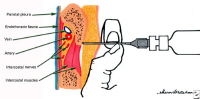 Parietal pleura
Endothoracic fascia
Vein
Artery
Intercostal nerves
Intercostal muscles